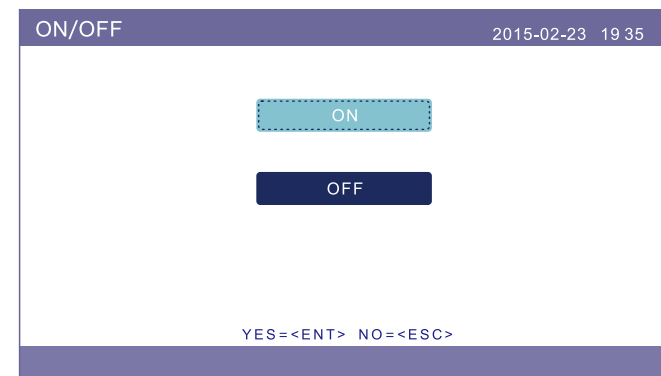 ON/OFF
2015-02-23 19 35
ON
OFF
YES=<ENT> NO=<ESC>